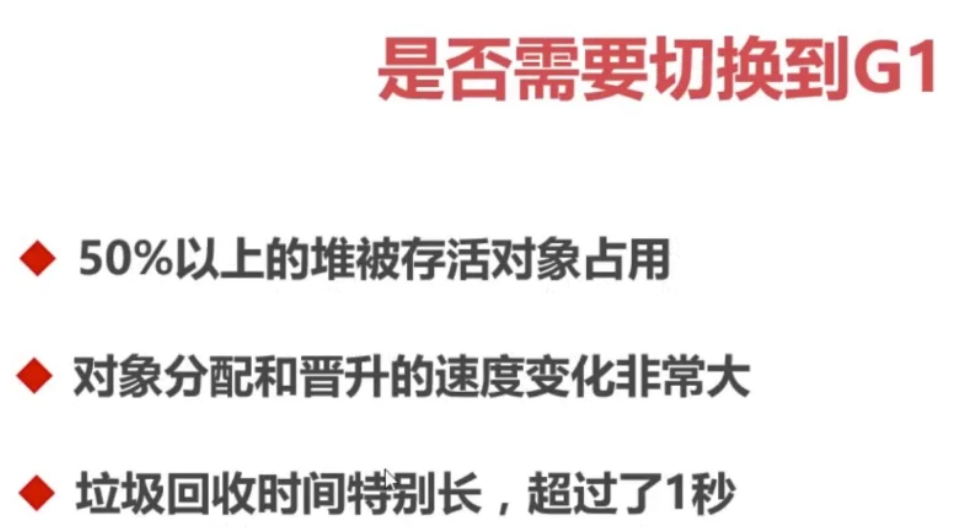 是否需要切换到G1
50%以上的堆被存活对象占用
对象分配和晋升的速度变化非常大
垃圾回收时间特别长，超过了1秒